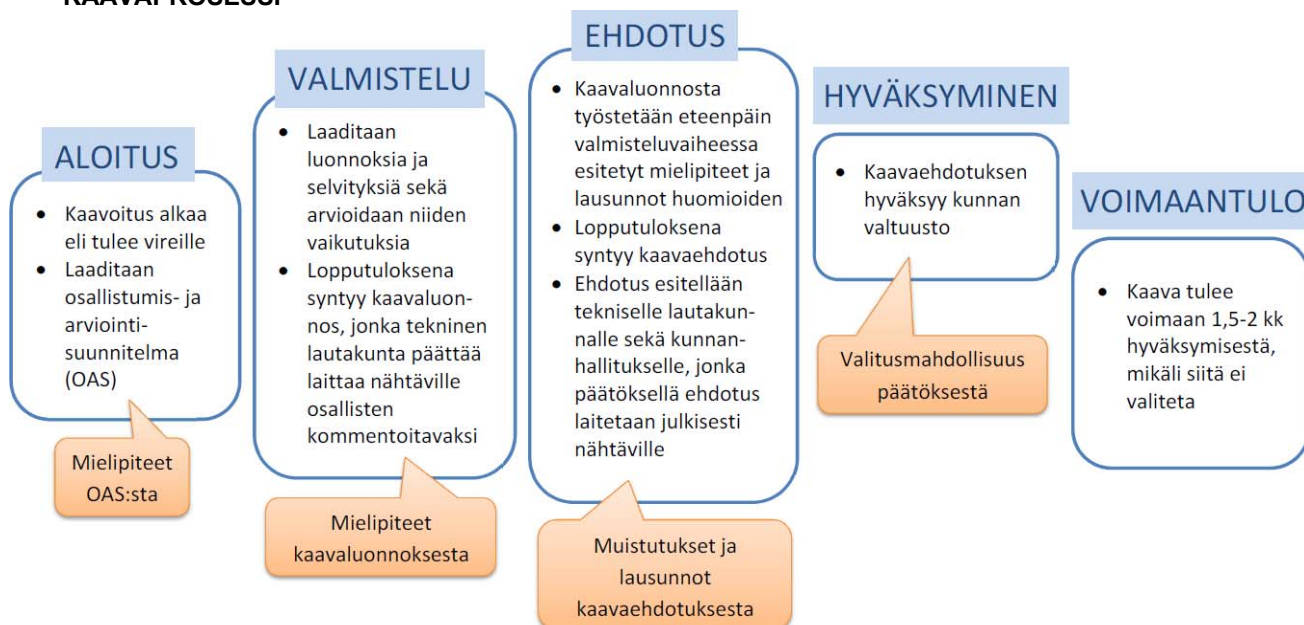 ALOITUS
• Kaavoitus alkaa
eli tulee vireille
• Laaditaan
osallistumis- ja
arviointi-
suunnitelma
(OAS)
Mielipiteet
OAS:sta
VALMISTELU
• Laaditaan
luonnoksia ja
selvityksiä sekä
arvioidaan niiden
vaikutuksia
• Lopputuloksena
syntyy kaavaluon-
nos, jonka tekninen
lautakunta päättää
laittaa nähtäville
osallisten
kommentoitavaksi
Mielipiteet
kaavaluonnoksesta
EHDOTUS
• Kaavaluonnosta
työstetään eteenpäin
valmisteluvaiheessa
esitetyt mielipiteet ja
lausunnot huomioiden
• Lopputuloksena
syntyy kaavaehdotus
• Ehdotus esitellään
tekniselle lautakun-
nalle sekä kunnan-
hallitukselle, jonka
päätöksellä ehdotus
laitetaan julkisesti
nähtäville
Muistutukset ja
lausunnot
kaavaehdotuksesta
HYVÄKSYMINEN
• Kaavaehdotuksen
hyväksyy kunnan
valtuusto
Valitusmahdollisuus
päätöksestä
VOIMAANTULO
• Kaava tulee
voimaan 1,5-2 kk
hyväksymisestä,
mikäli siitä ei
valiteta